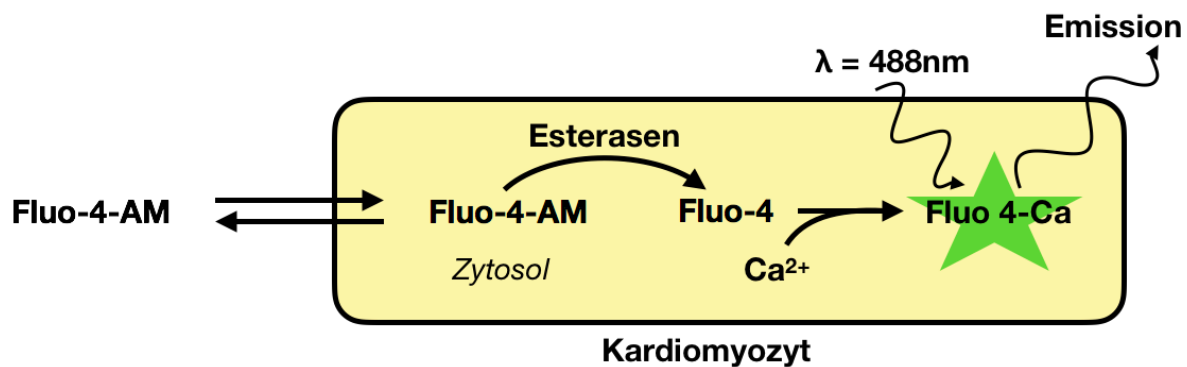 Emission
λ = 488nm
Esterasen
Fluo-4-AM
Fluo-4-AM
Fluo-4
Fluo 4-Ca
Zytosol
Ca²⁺
Kardiomyozyt